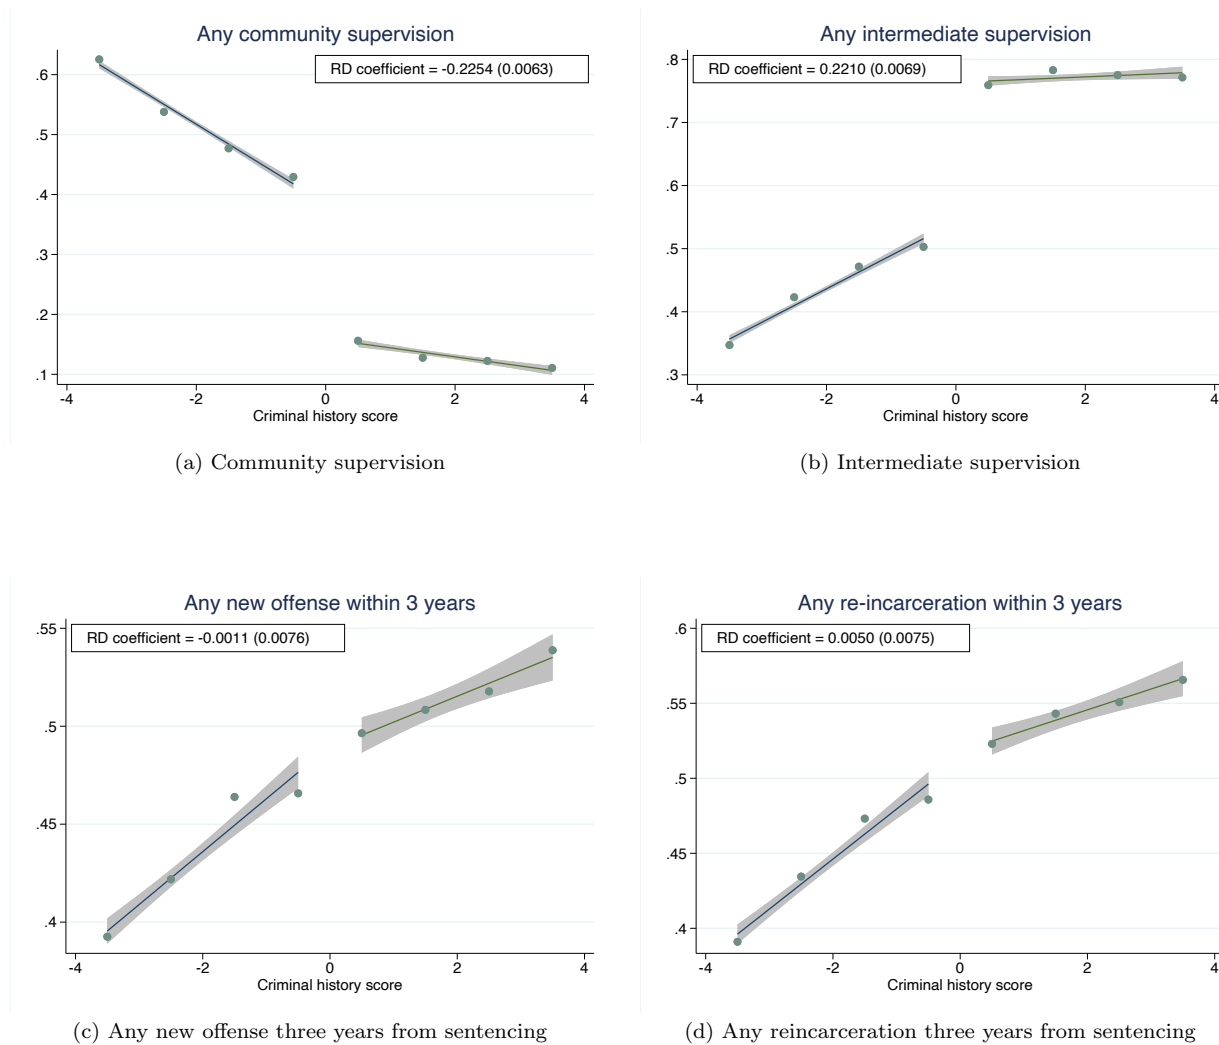 Any community supervision
RD coefficient = -0.2254 (0.0063)
.6
.5
.4
.3
.2
.1
-4
-2
0
2
4
Criminal history score
(a) Community supervision
Any intermediate supervision
RD coefficient = 0.2210 (0.0069)
.8
.7
.6
.5
.4
.3
-4
-2
0
2
4
Criminal history score
(b) Intermediate supervision
Any new offense within 3 years
RD coefficient = -0.0011 (0.0076)
.55
.5
.45
.4
-4
-2
0
2
4
Criminal history score
(c) Any new offense three years from sentencing
Any re-incarceration within 3 years
RD coefficient = 0.0050 (0.0075)
.6
.55
.5
.45
.4
-4
-2
0
2
4
Criminal history score
(d) Any reincarceration three years from sentencing